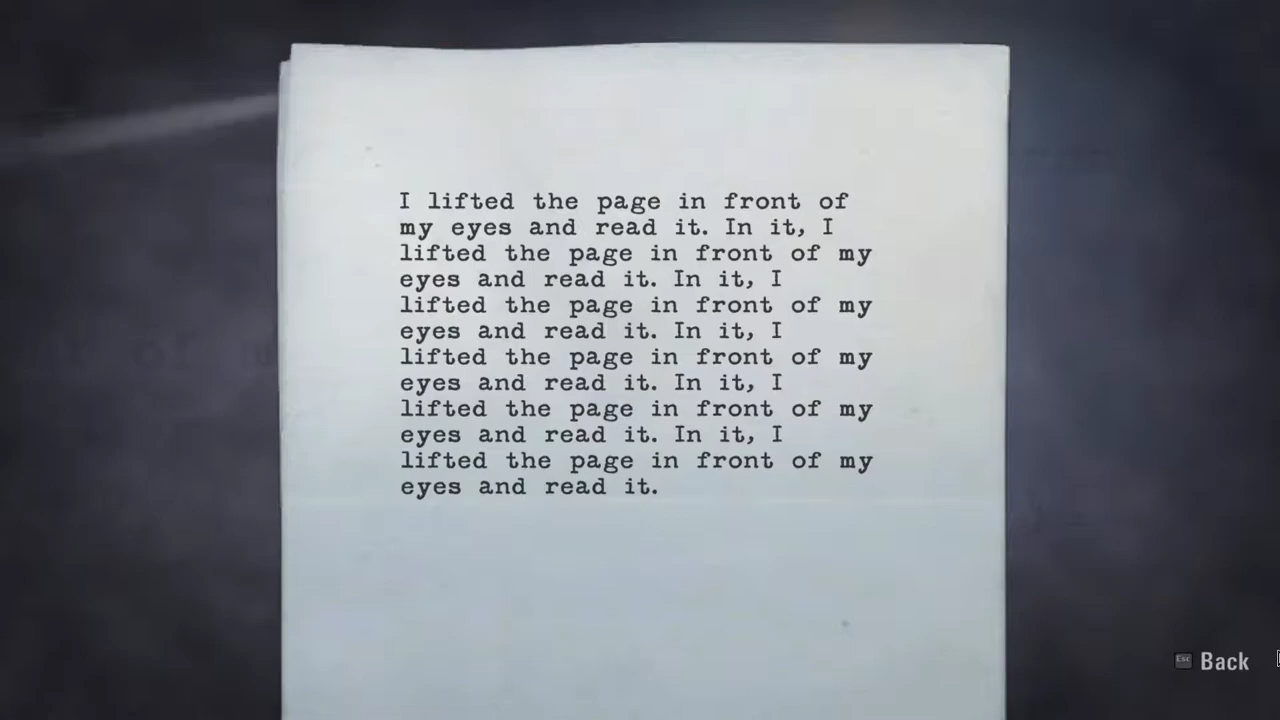 I lifted the page in front of
my eyes and read it. In it, I
lifted the page in front of my
eyes and read it. In it, I
lifted the page in front of my
eyes and read it. In it, I
lifted the page in front of my
eyes and read it. In it, I
lifted the page in front of my
eyes and read it. In it, I
lifted the page in front of my
eyes and read it.
Esc Back